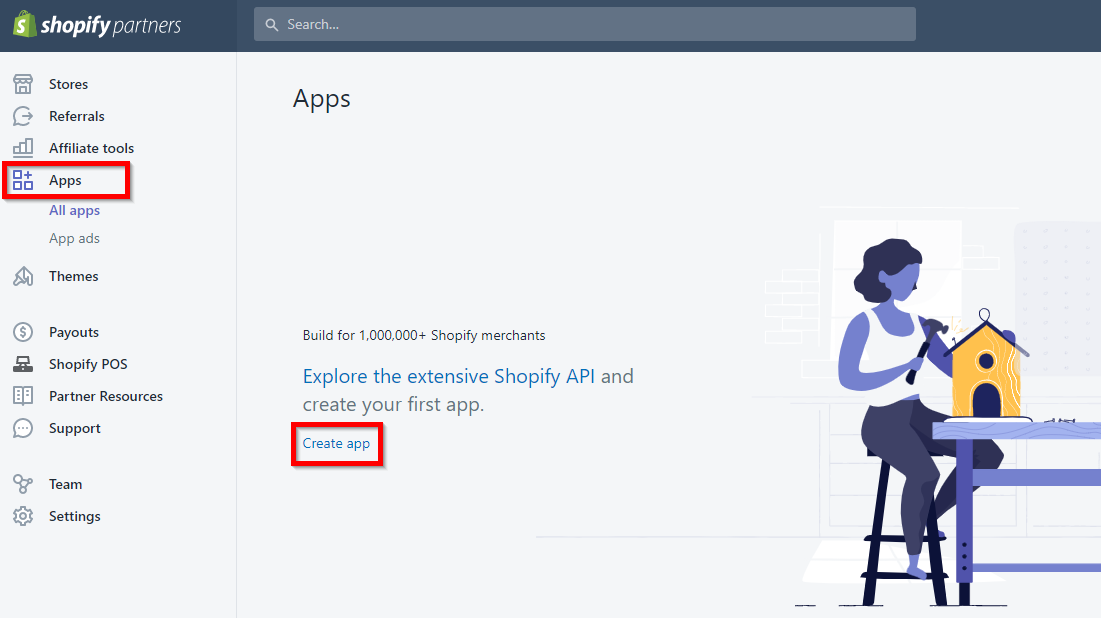 shopify partners
Search...
Stores
Referrals
Affiliate tools
Apps
All apps
App ads
Themes
Payouts
Shopify POS
Partner Resources
Support
Team
Settings
Apps
Build for 1,000,000+ Shopify merchants
Explore the extensive Shopify API and
create your first app.
Create app